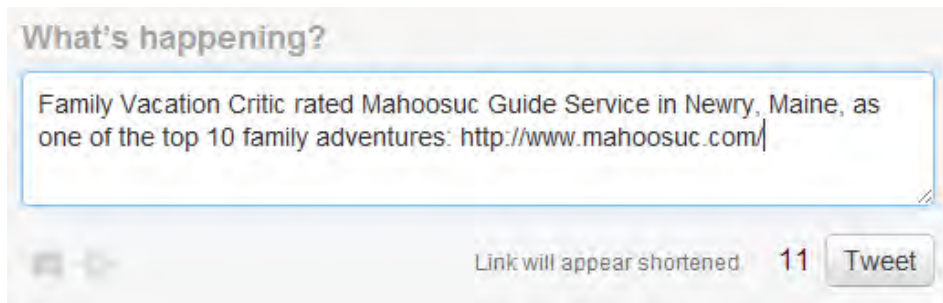 What's happening?
Family Vacation Critic rated Mahoosuc Guide Service in Newry, Maine, as
one of the top 10 family adventures: http://www.mahoosuc.com/
Link will appear shortened 11 Tweet